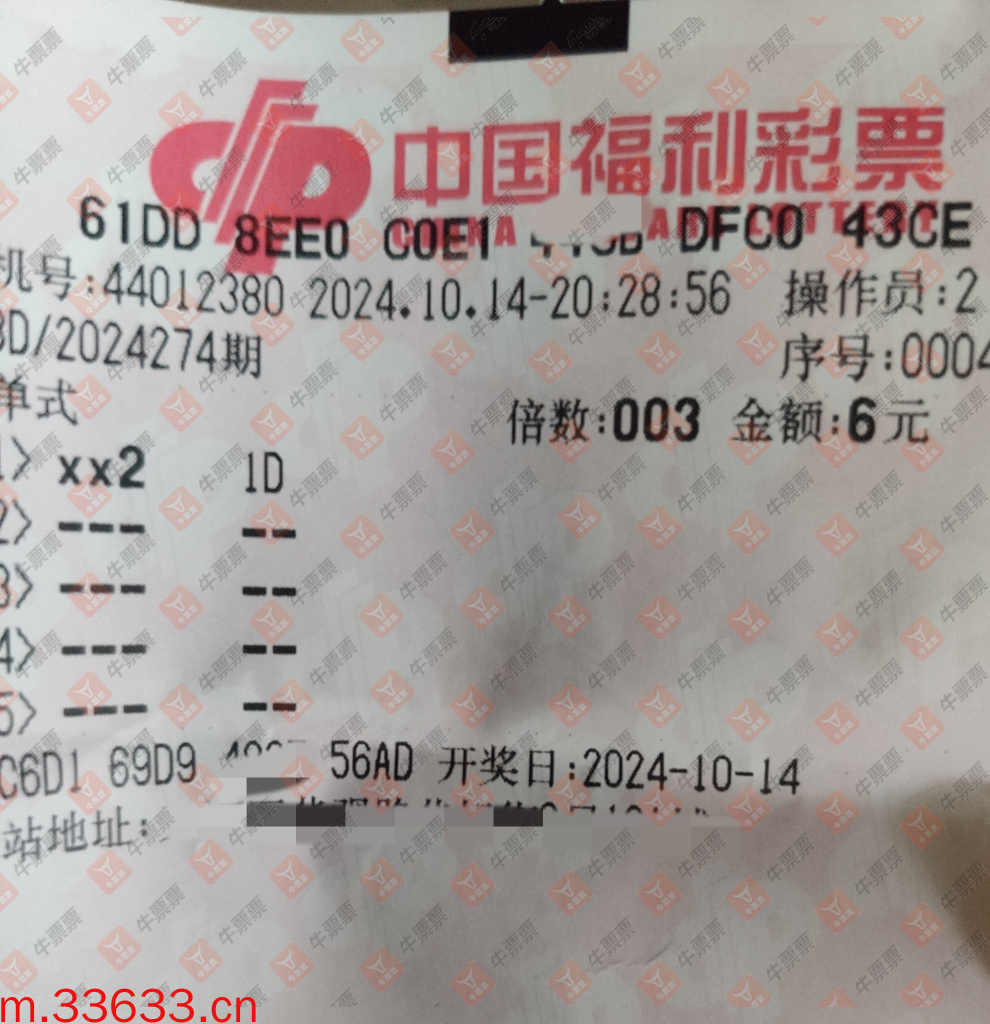 中国福利彩票
61DD 8EE0 C0E1 DFC0 43CE
机号:44012380 2024.10.14-20:28:56 操作员:2
3D/2024274期 序号:0004
单式
倍数:003 金额:6元
1> xx2 1D
2> --- --
3> --- --
4> --- --
5> --- --
C6D1 69D9 56AD 开奖日:2024-10-14
站地址:
牛票票
m.33633.cn